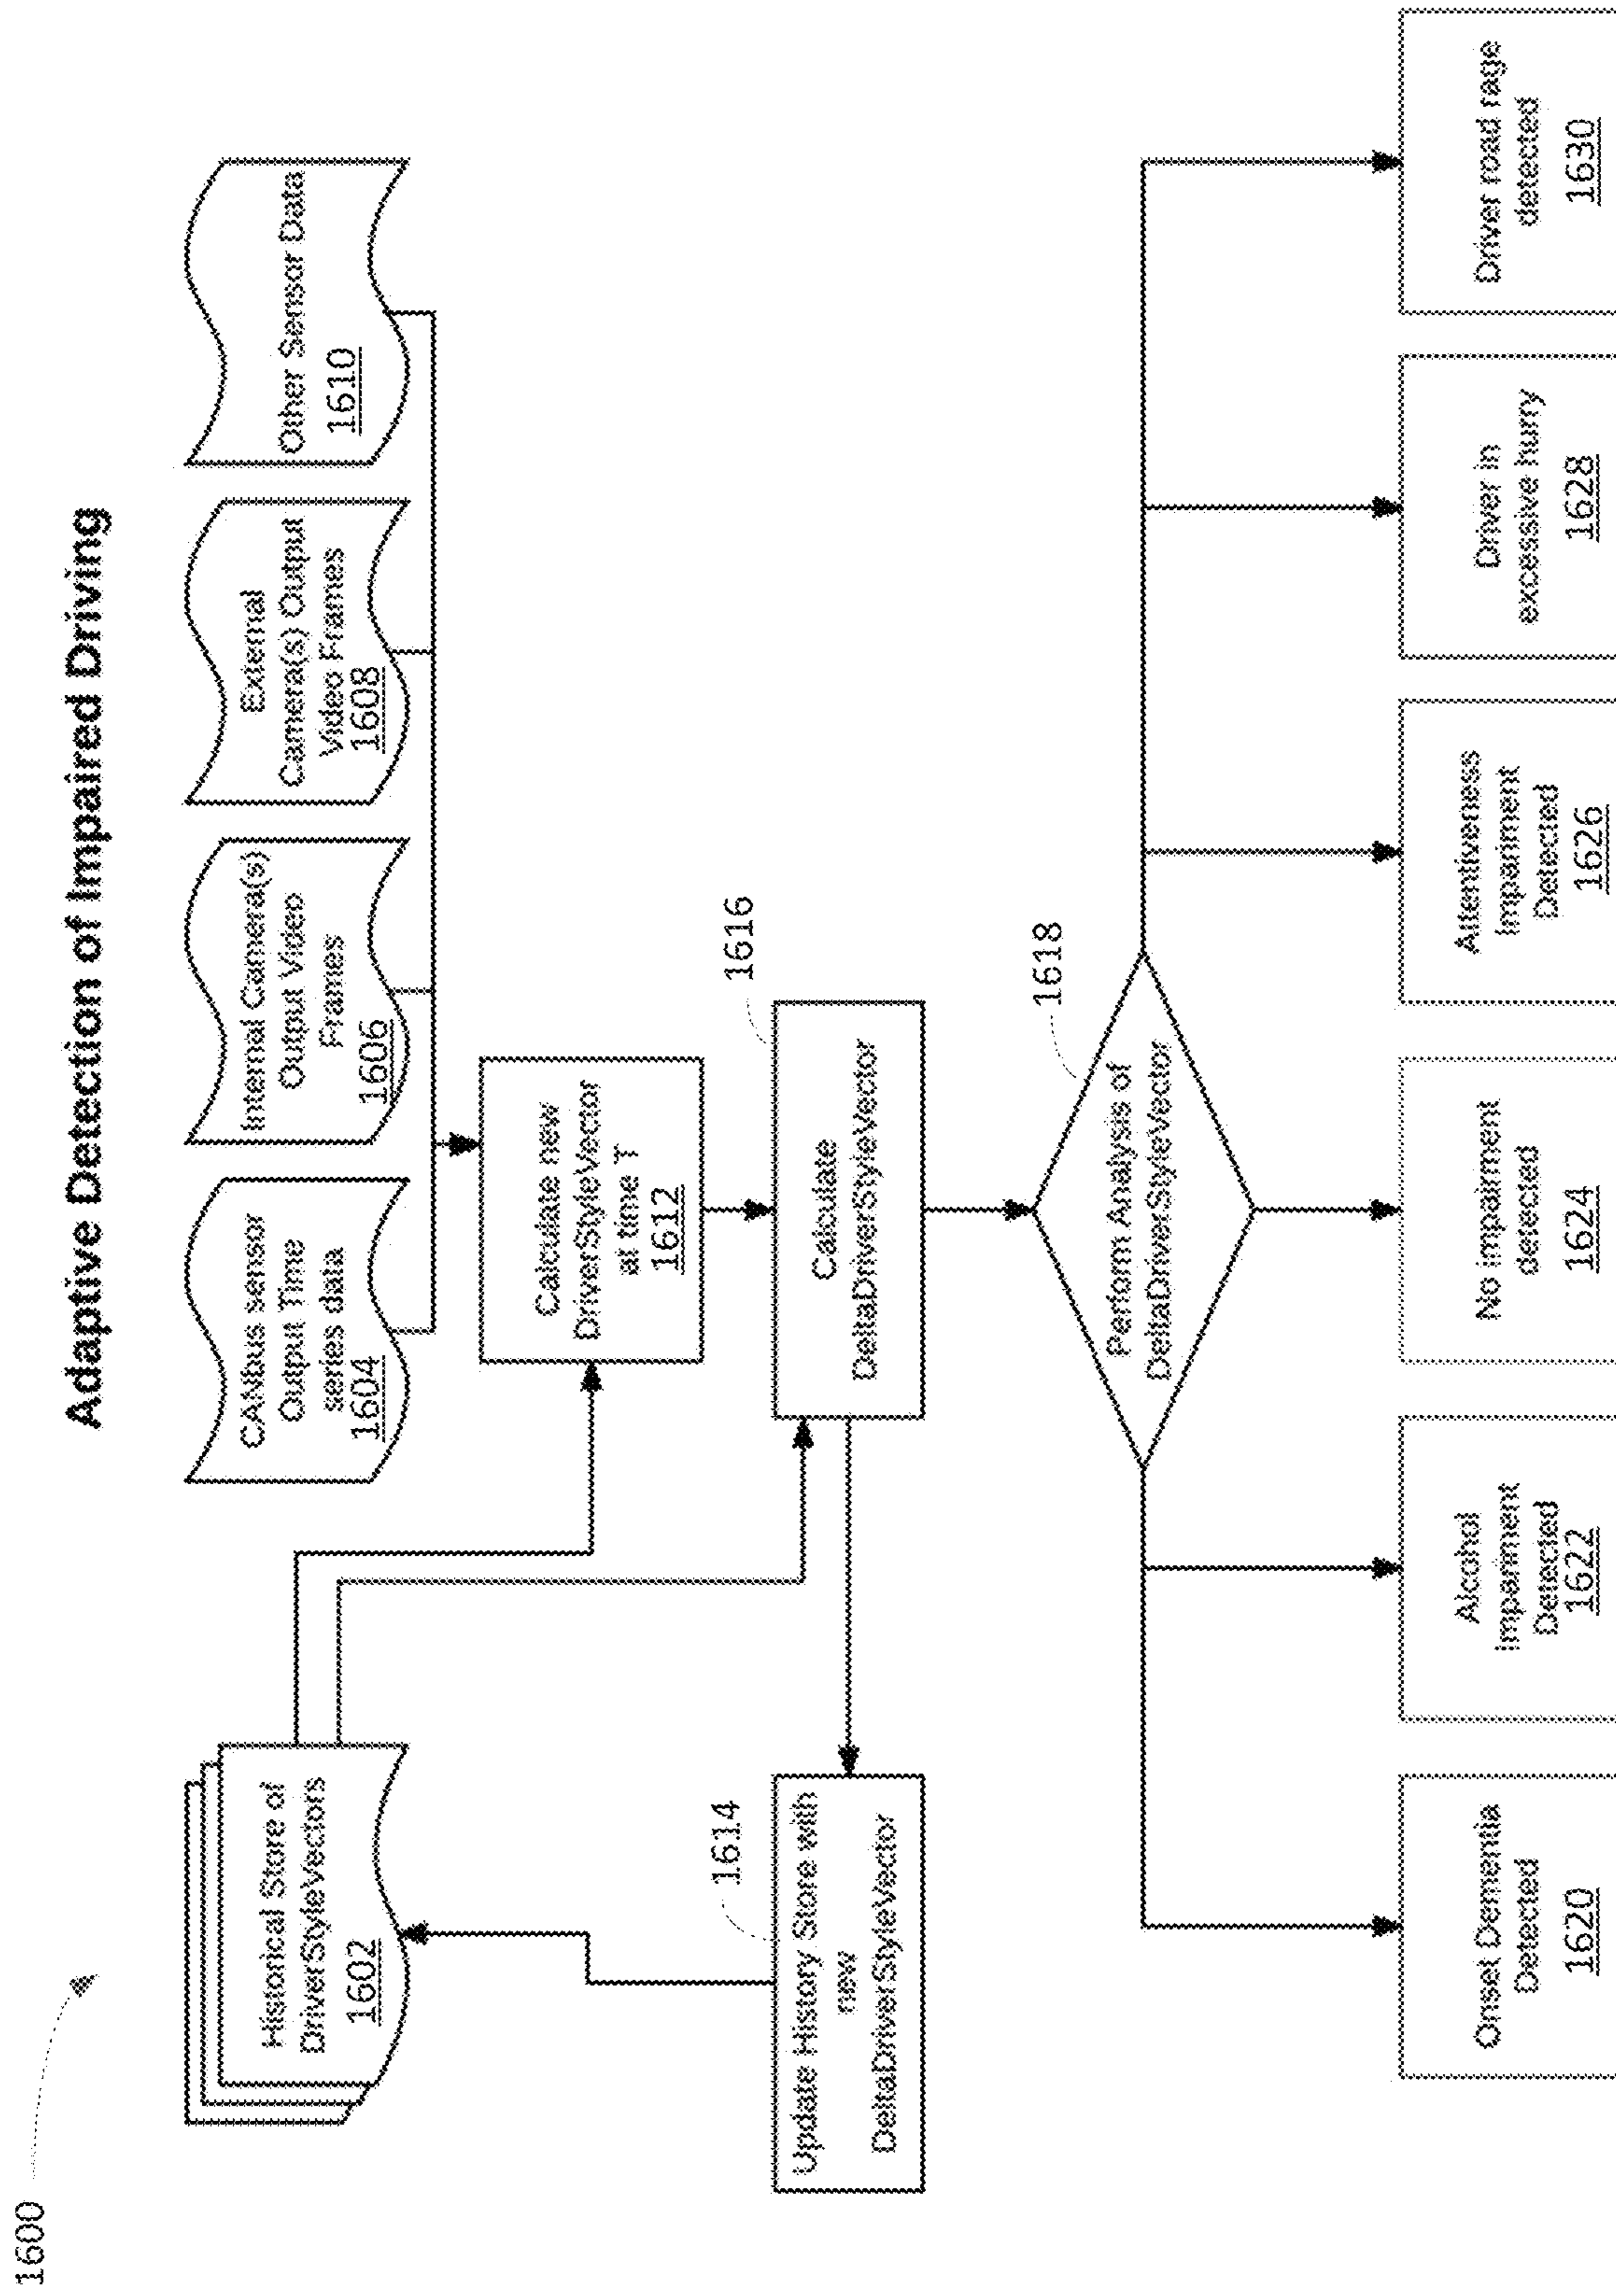 1600
Adaptive Detection of Impaired Driving
Historical Store of
DriverStyleVectors
1602
CANbus sensor
Output Time
series data
1604
Internal Camera(s)
Output Video
Frames
1606
External
Camera(s) Output
Video Frames
1608
Other Sensor Data
1610
Calculate new
DriverStyleVector
at time T
1612
1614
Update History Store with
new
DeltaDriverStyleVector
1616
Calculate
DeltaDriverStyleVector
1618
Perform Analysis of
DeltaDriverStyleVector
Onset Dementia
Detected
1620
Alcohol
Impairment
Detected
1622
No impairment
detected
1624
Attentiveness
Impairment
Detected
1626
Driver in
excessive hurry
1628
Driver road rage
detected
1630